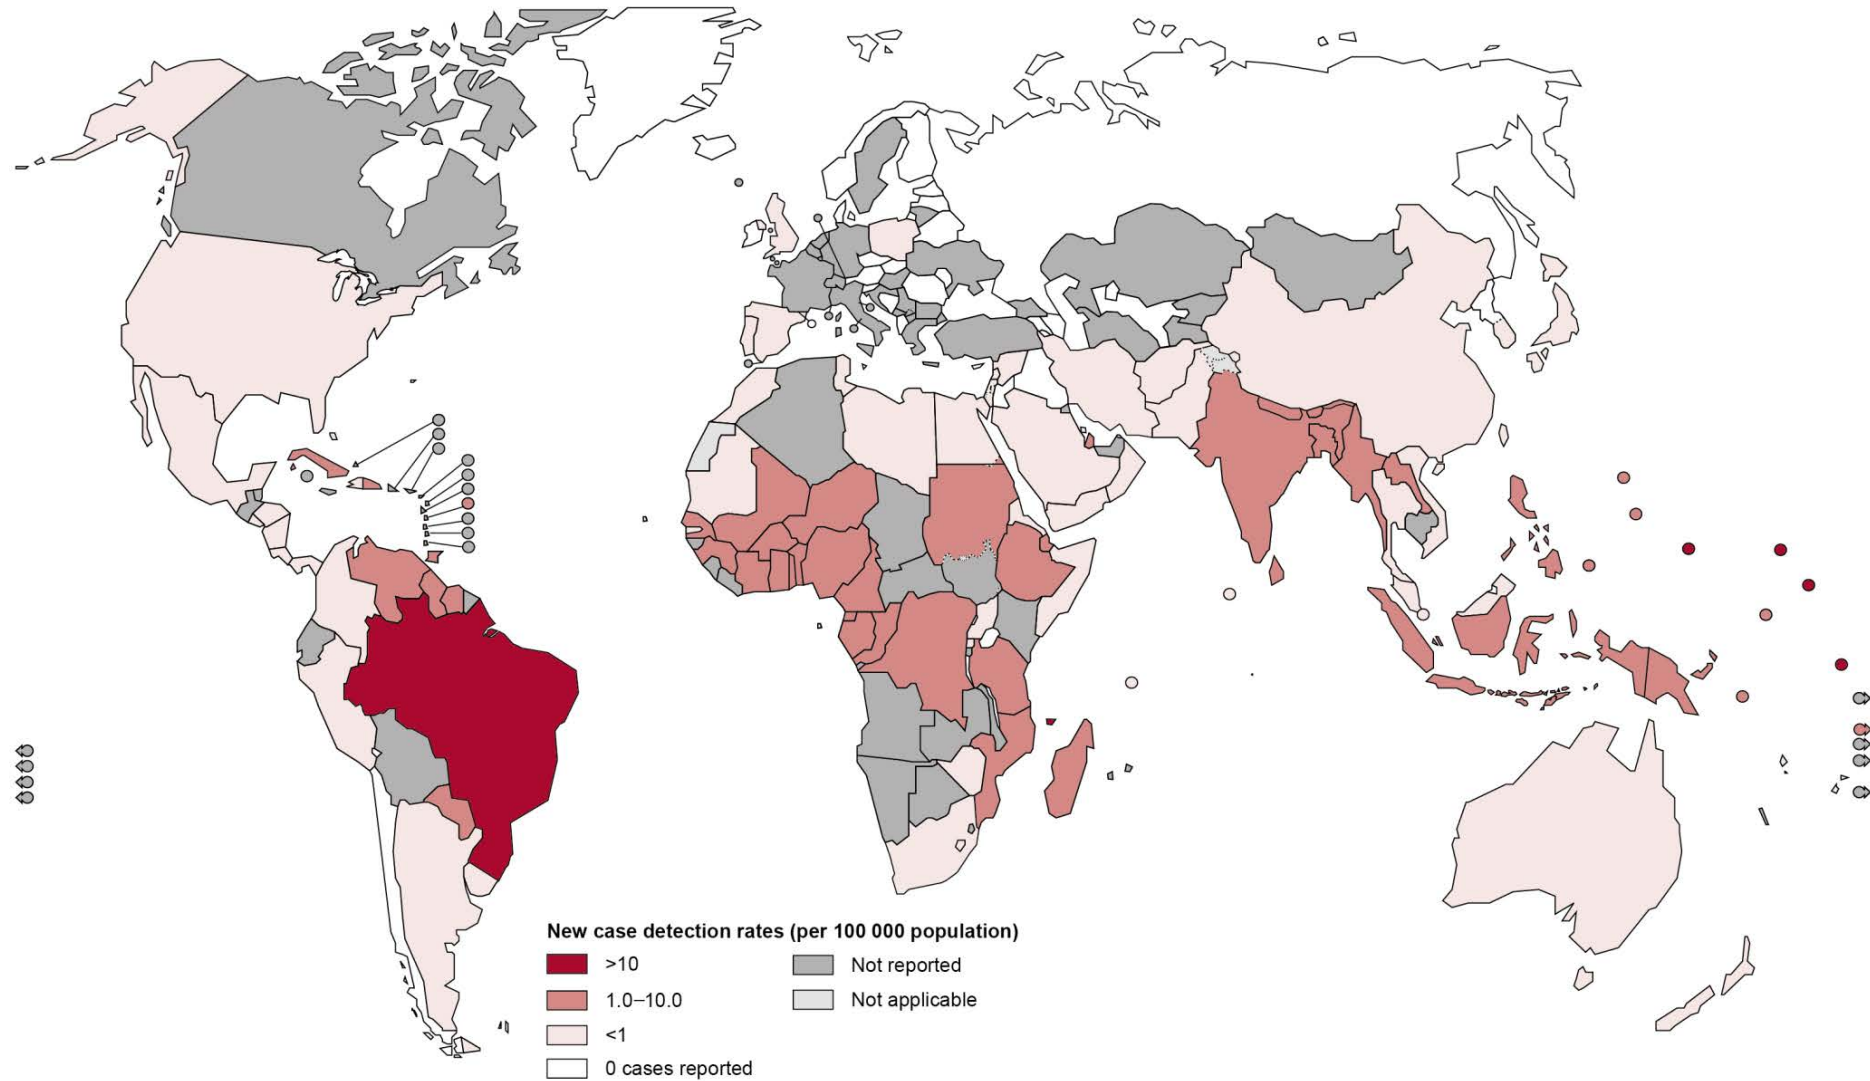 New case detection rates (per 100 000 population)
>10
1.0–10.0
<1
0 cases reported
Not reported
Not applicable